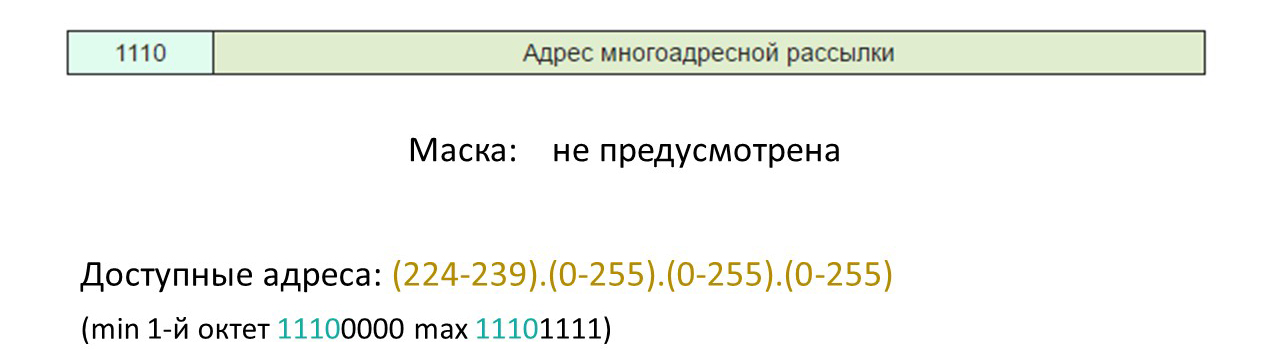 1110 Адрес многоадресной рассылки
Маска: не предусмотрена
Доступные адреса: (224-239).(0-255).(0-255).(0-255)
(min 1-й октет 11100000 max 11101111)